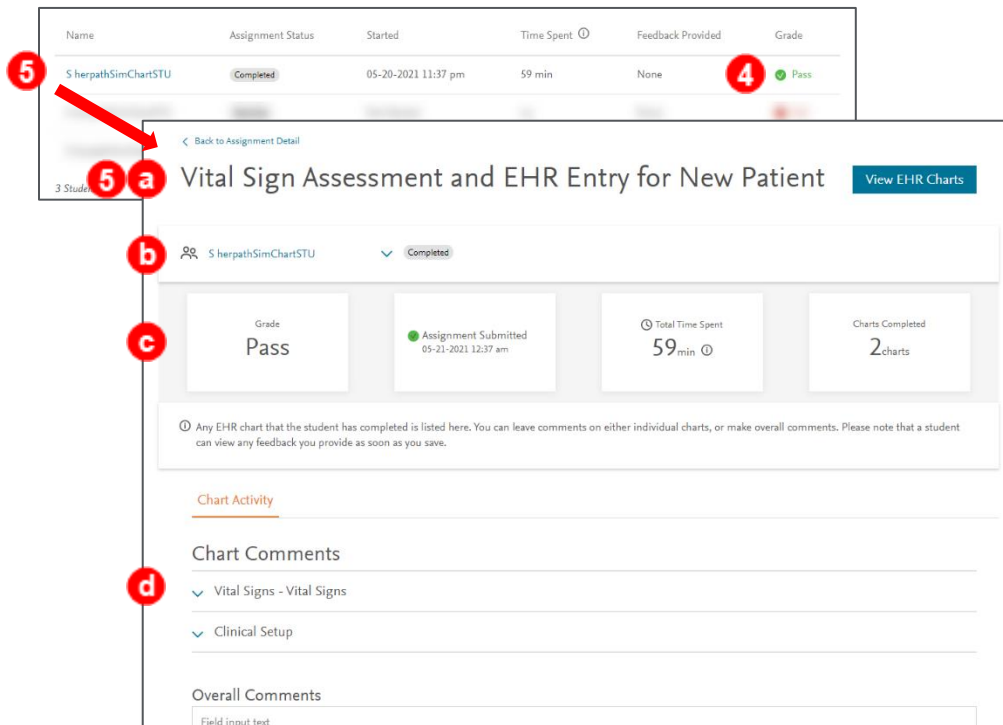 Name Assignment Status Started Time Spent Feedback Provided Grade
5 S herpathSimChartSTU Completed 05-20-2021 11:37 pm 59 min None 4 Pass
Back to Assignment Detail
3 Studen
5 a Vital Sign Assessment and EHR Entry for New Patient View EHR Charts
b S herpathSimChartSTU Completed
c
Grade
Pass
Assignment Submitted
05-21-2021 12:37 am
Total Time Spent
59 min
Charts Completed
2 charts
Any EHR chart that the student has completed is listed here. You can leave comments on either individual charts, or make overall comments. Please note that a student
can view any feedback you provide as soon as you save.
Chart Activity
Chart Comments
d Vital Signs - Vital Signs
Clinical Setup
Overall Comments
Field input text